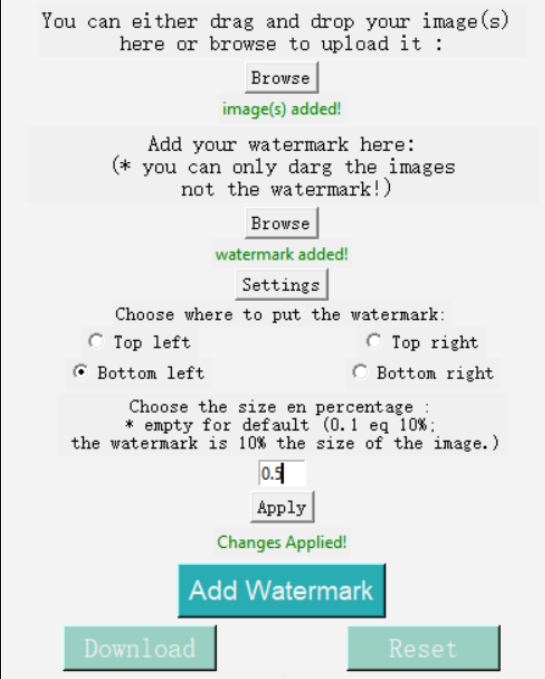 You can either drag and drop your image(s)
here or browse to upload it :
Browse
image(s) added!
Add your watermark here:
(* you can only darg the images
not the watermark!)
Browse
watermark added!
Settings
Choose where to put the watermark:
Top left Top right
Bottom left Bottom right
Choose the size en percentage :
* empty for default (0.1 eq 10%;
the watermark is 10% the size of the image.)
0.5
Apply
Changes Applied!
Add Watermark
Download Reset